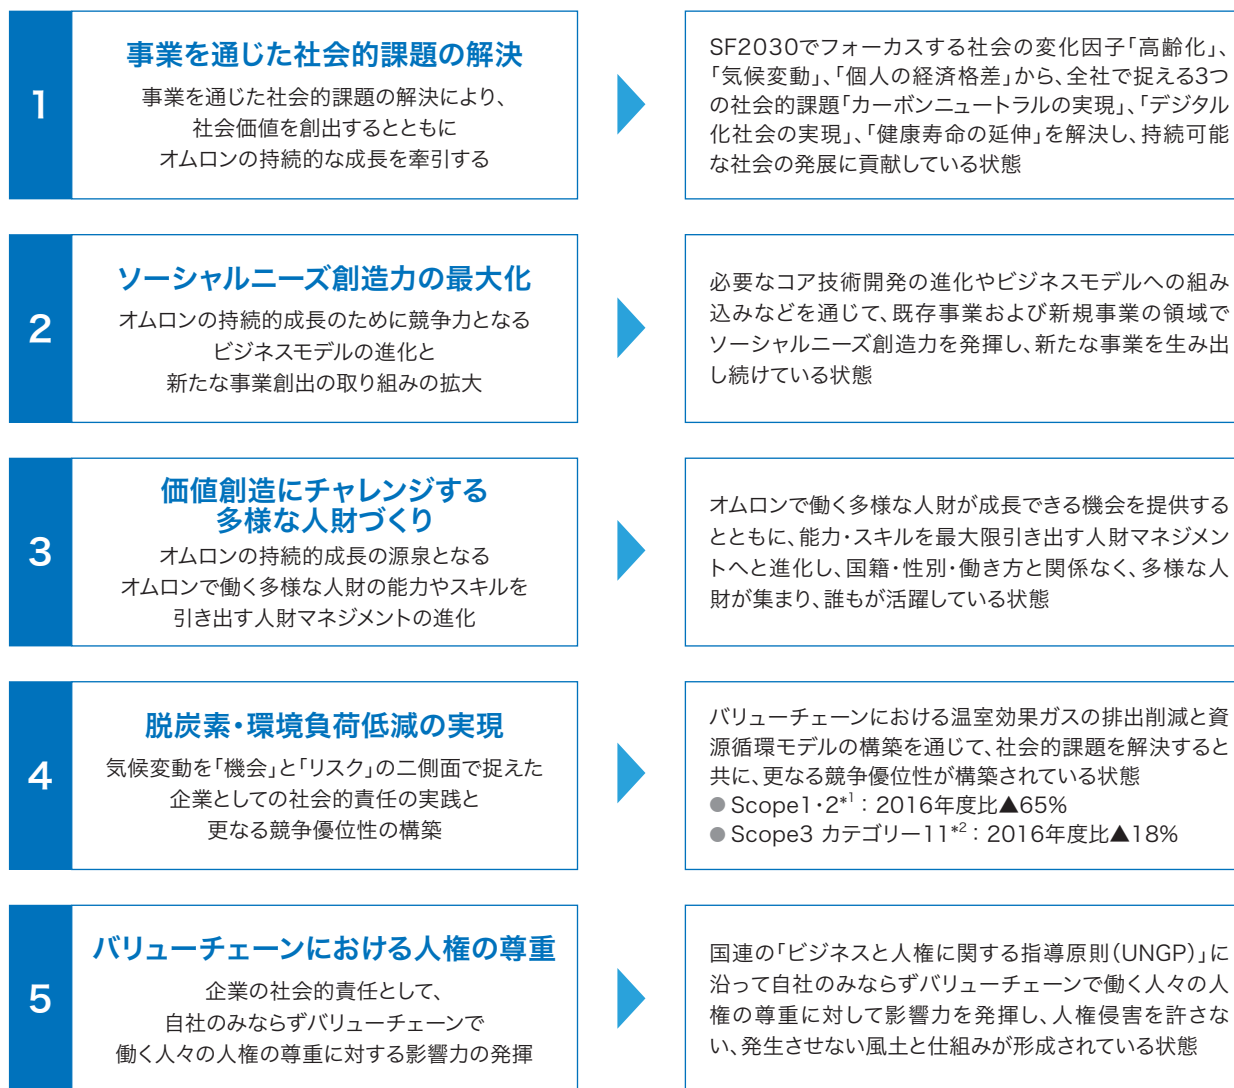 1
事業を通じた社会的課題の解決
事業を通じた社会的課題の解決により、
社会価値を創出するとともに
オムロンの持続的な成長を牽引する
SF2030でフォーカスする社会の変化因子「高齢化」、
「気候変動」、「個人の経済格差」から、全社で捉える3つ
の社会的課題「カーボンニュートラルの実現」、「デジタル
化社会の実現」、「健康寿命の延伸」を解決し、持続可能
な社会の発展に貢献している状態
2
ソーシャルニーズ創造力の最大化
オムロンの持続的成長のために競争力となる
ビジネスモデルの進化と
新たな事業創出の取り組みの拡大
必要なコア技術開発の進化やビジネスモデルへの組み
込みなどを通じて、既存事業および新規事業の領域で
ソーシャルニーズ創造力を発揮し、新たな事業を生み出
し続けている状態
3
価値創造にチャレンジする
多様な人財づくり
オムロンの持続的成長の源泉となる
オムロンで働く多様な人財の能力やスキルを
引き出す人財マネジメントの進化
オムロンで働く多様な人財が成長できる機会を提供する
とともに、能力・スキルを最大限引き出す人財マネジメン
トへと進化し、国籍・性別・働き方と関係なく、多様な人
財が集まり、誰もが活躍している状態
4
脱炭素・環境負荷低減の実現
気候変動を「機会」と「リスク」の二側面で捉えた
企業としての社会的責任の実践と
更なる競争優位性の構築
バリューチェーンにおける温室効果ガスの排出削減と資
源循環モデルの構築を通じて、社会的課題を解決すると
共に、更なる競争優位性が構築されている状態
● Scope1・2*1：2016年度比▲65%
● Scope3 カテゴリー11*2：2016年度比▲18%
5
バリューチェーンにおける人権の尊重
企業の社会的責任として、
自社のみならずバリューチェーンで
働く人々の人権の尊重に対する影響力の発揮
国連の「ビジネスと人権に関する指導原則(UNGP)」に
沿って自社のみならずバリューチェーンで働く人々の人
権の尊重に対して影響力を発揮し、人権侵害を許さな
い、発生させない風土と仕組みが形成されている状態